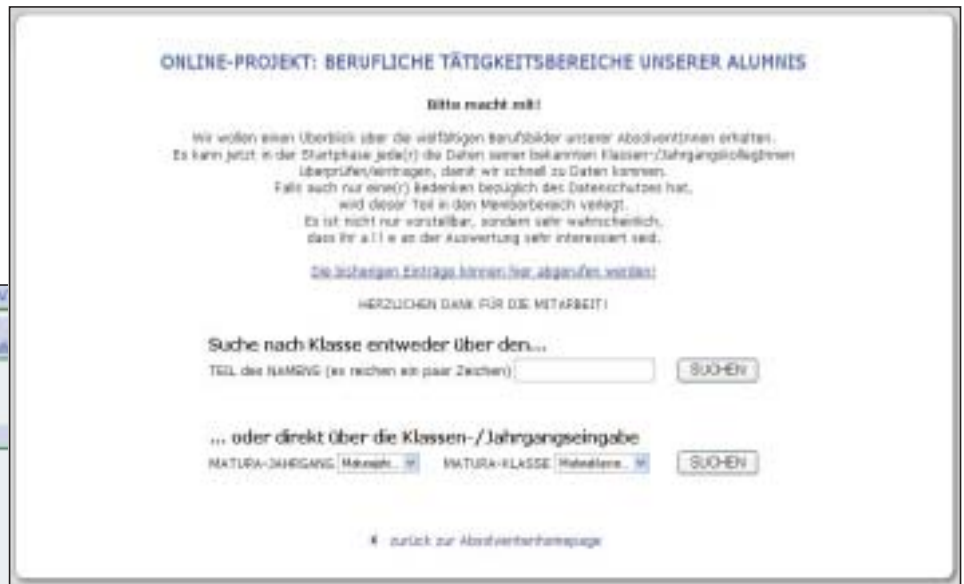 ONLINE-PROJEKT: BERUFLICHE TÄTIGKEITSBEREICHE UNSERER ALUMNIS
Bitte macht mit!
Wir wollen einen Überblick über die vielfältigen Berufsbilder unserer AbsolventInnen erhalten.
Es kann jetzt in der Startphase jede(r) die Daten seiner bekannten Klassen-/JahrgangskollegInnen
überprüfen/eintragen, damit wir schnell zu Daten kommen.
Falls auch nur eine(r) Bedenken bezüglich des Datenschutzes hat,
wird dieser Teil in den Memberbereich verlegt.
Es ist nicht nur vorstellbar, sondern sehr wahrscheinlich,
dass ihr a l l e an der Auswertung sehr interessiert seid.
Die bisherigen Einträge können hier abgerufen werden!
HERZLICHEN DANK FÜR DIE MITARBEIT!
Suche nach Klasse entweder über den...
TEIL des NAMENS (es reichen ein paar Zeichen) SUCHEN
... oder direkt über die Klassen-/Jahrgangseingabe
MATURA-JAHRGANG MATURA-KLASSE SUCHEN
zurück zur Absolventenhomepage